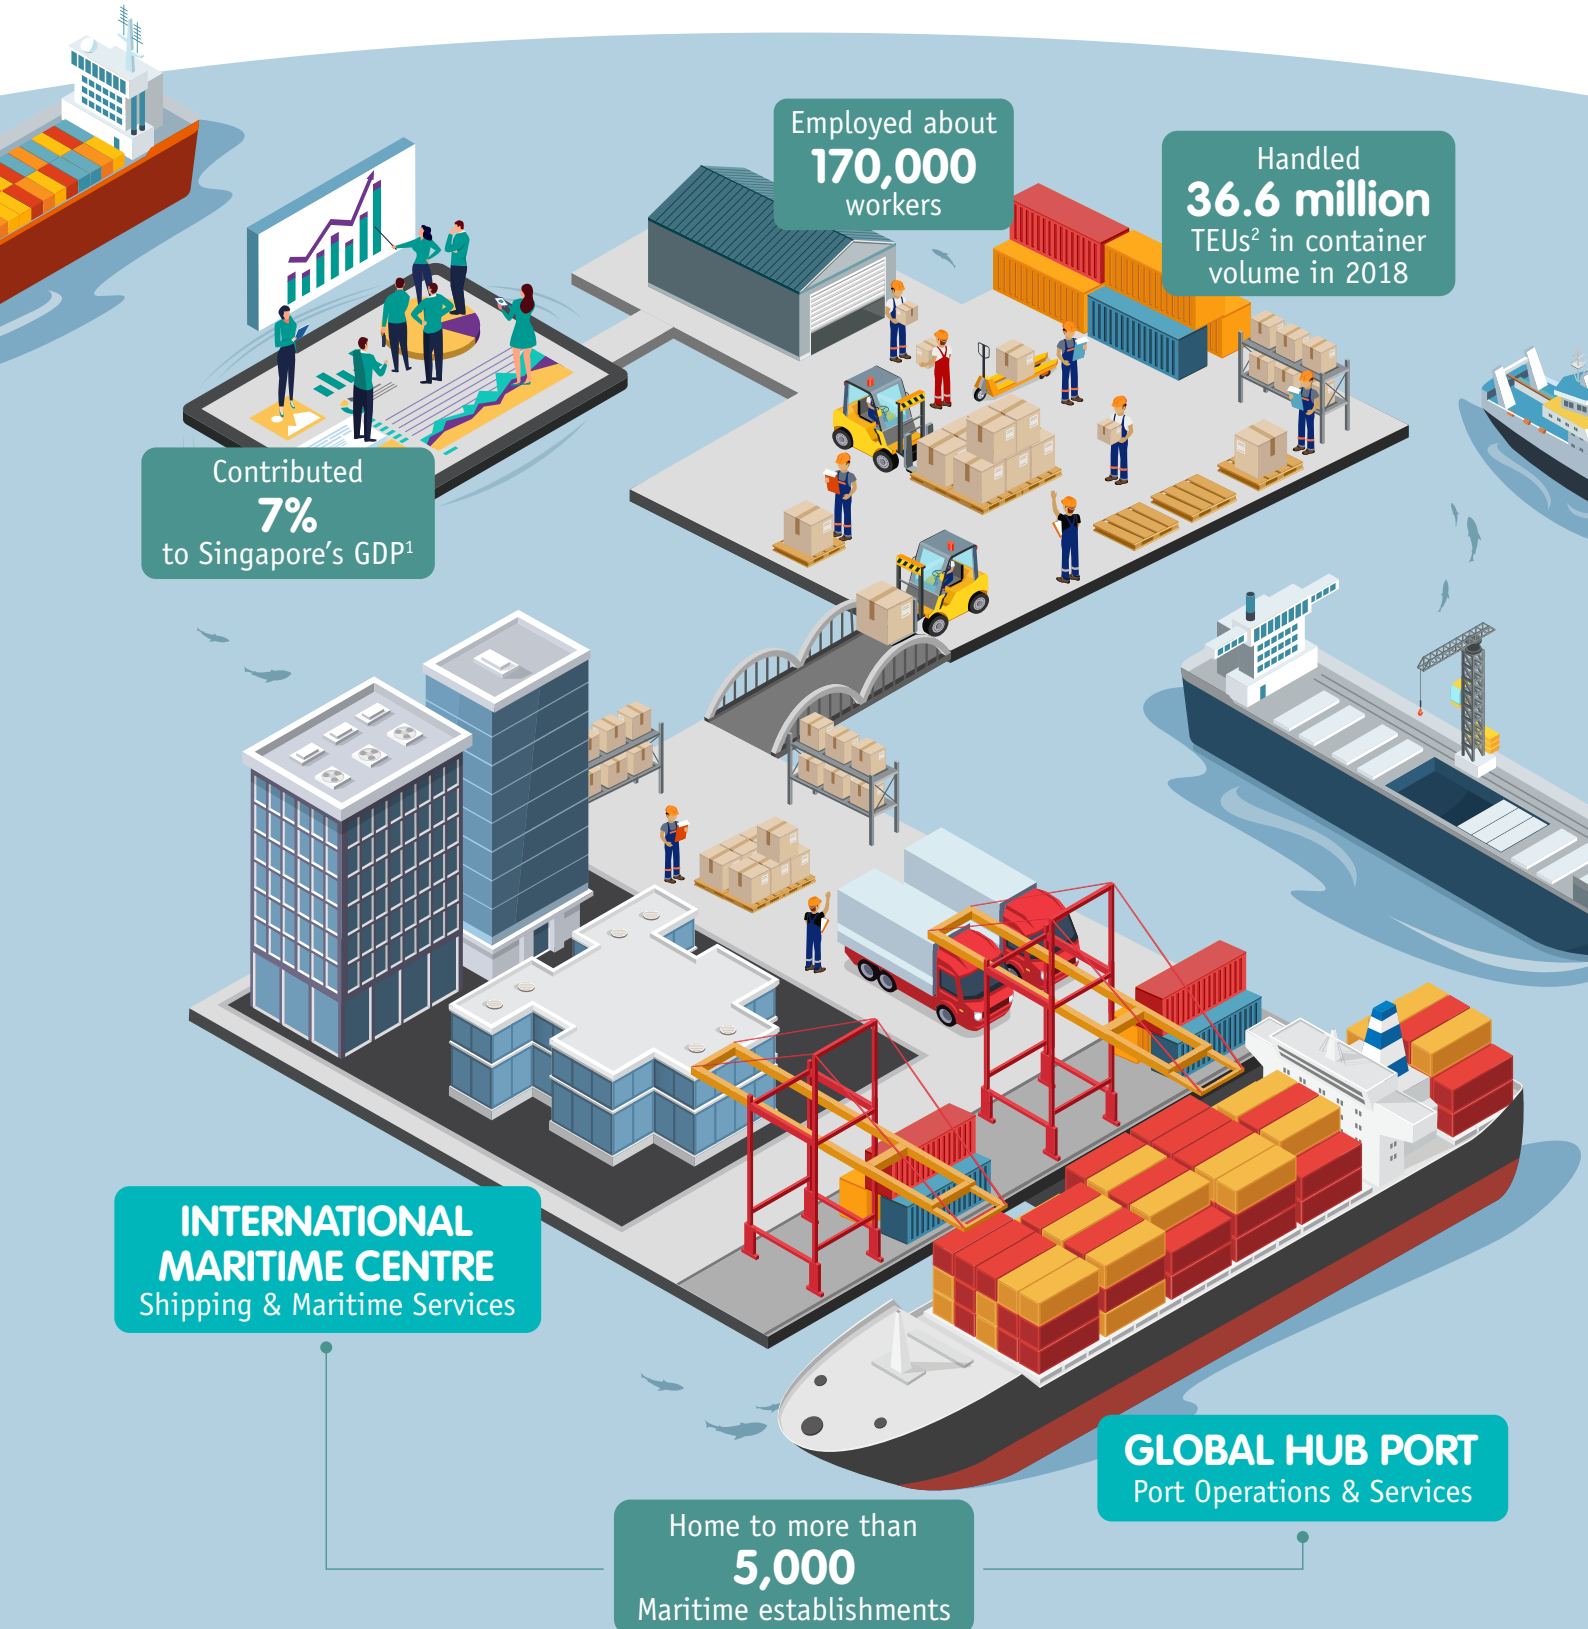 Employed about
170,000
workers
Handled
36.6 million
TEUs² in container
volume in 2018
Contributed
7%
to Singapore’s GDP¹
INTERNATIONAL
MARITIME CENTRE
Shipping & Maritime Services
GLOBAL HUB PORT
Port Operations & Services
Home to more than
5,000
Maritime establishments